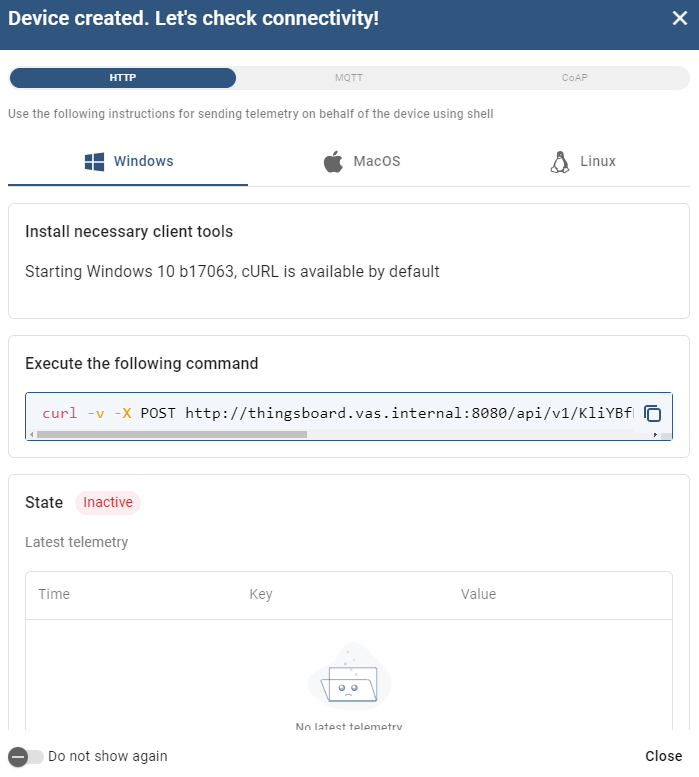 Device created. Let's check connectivity!
HTTP
MQTT
CoAP
Use the following instructions for sending telemetry on behalf of the device using shell
Windows
MacOS
Linux
Install necessary client tools
Starting Windows 10 b17063, cURL is available by default
Execute the following command
curl -v -X POST http://thingsboard.vas.internal:8080/api/v1/KliYBf
State Inactive
Latest telemetry
Time Key Value
No latest telemetry
Do not show again
Close